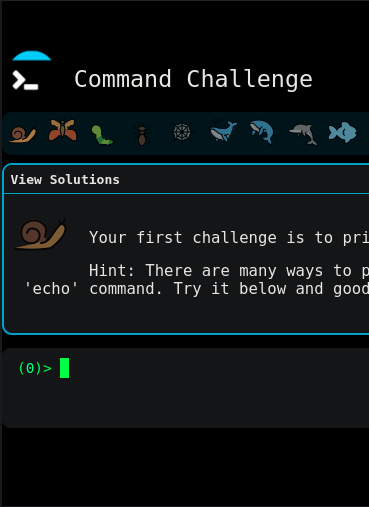 Command Challenge
View Solutions
Your first challenge is to pri
Hint: There are many ways to p
'echo' command. Try it below and good
(0)>